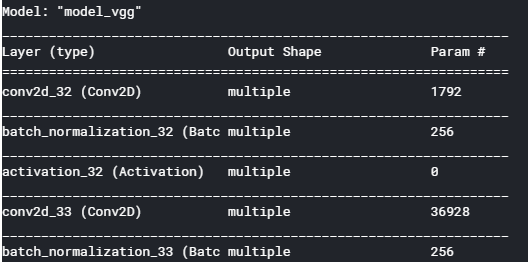 Model: "model_vgg"
_________________________________________________________________
Layer (type)                 Output Shape              Param #
=================================================================
conv2d_32 (Conv2D)           multiple                  1792
_________________________________________________________________
batch_normalization_32 (Batc multiple                  256
_________________________________________________________________
activation_32 (Activation)   multiple                  0
_________________________________________________________________
conv2d_33 (Conv2D)           multiple                  36928
_________________________________________________________________
batch_normalization_33 (Batc multiple                  256